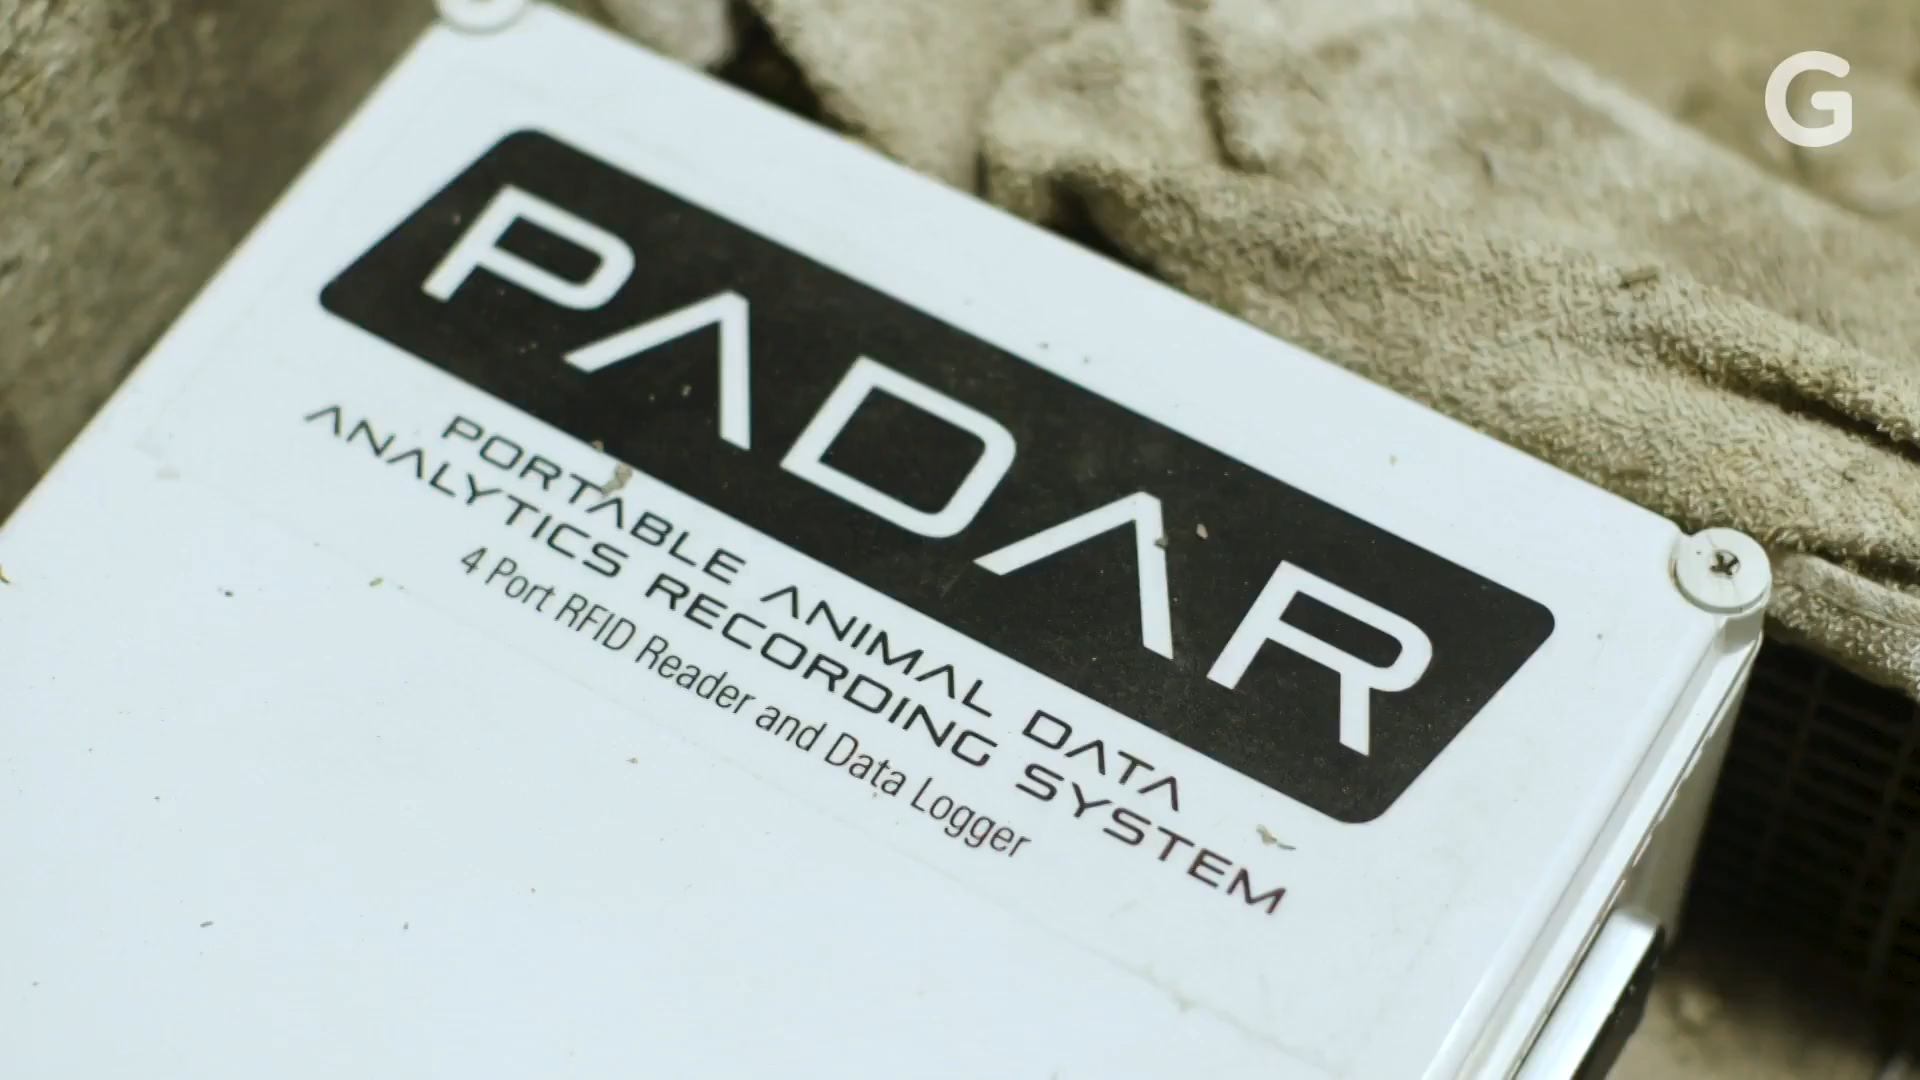 G
PADAR
PORTABLE ANIMAL DATA
ANALYTICS RECORDING SYSTEM
4 Port RFID Reader and Data Logger